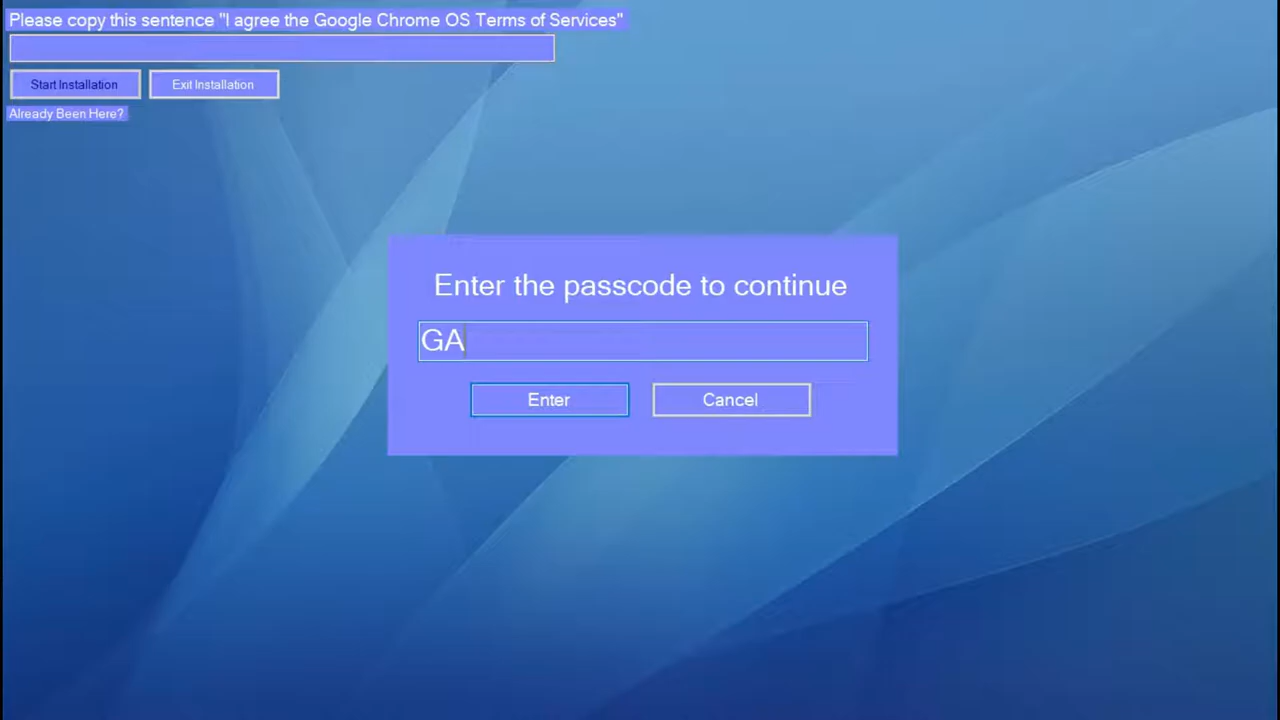 Please copy this sentence "I agree the Google Chrome OS Terms of Services"
Start Installation Exit Installation
Already Been Here?
Enter the passcode to continue
GA
Enter Cancel